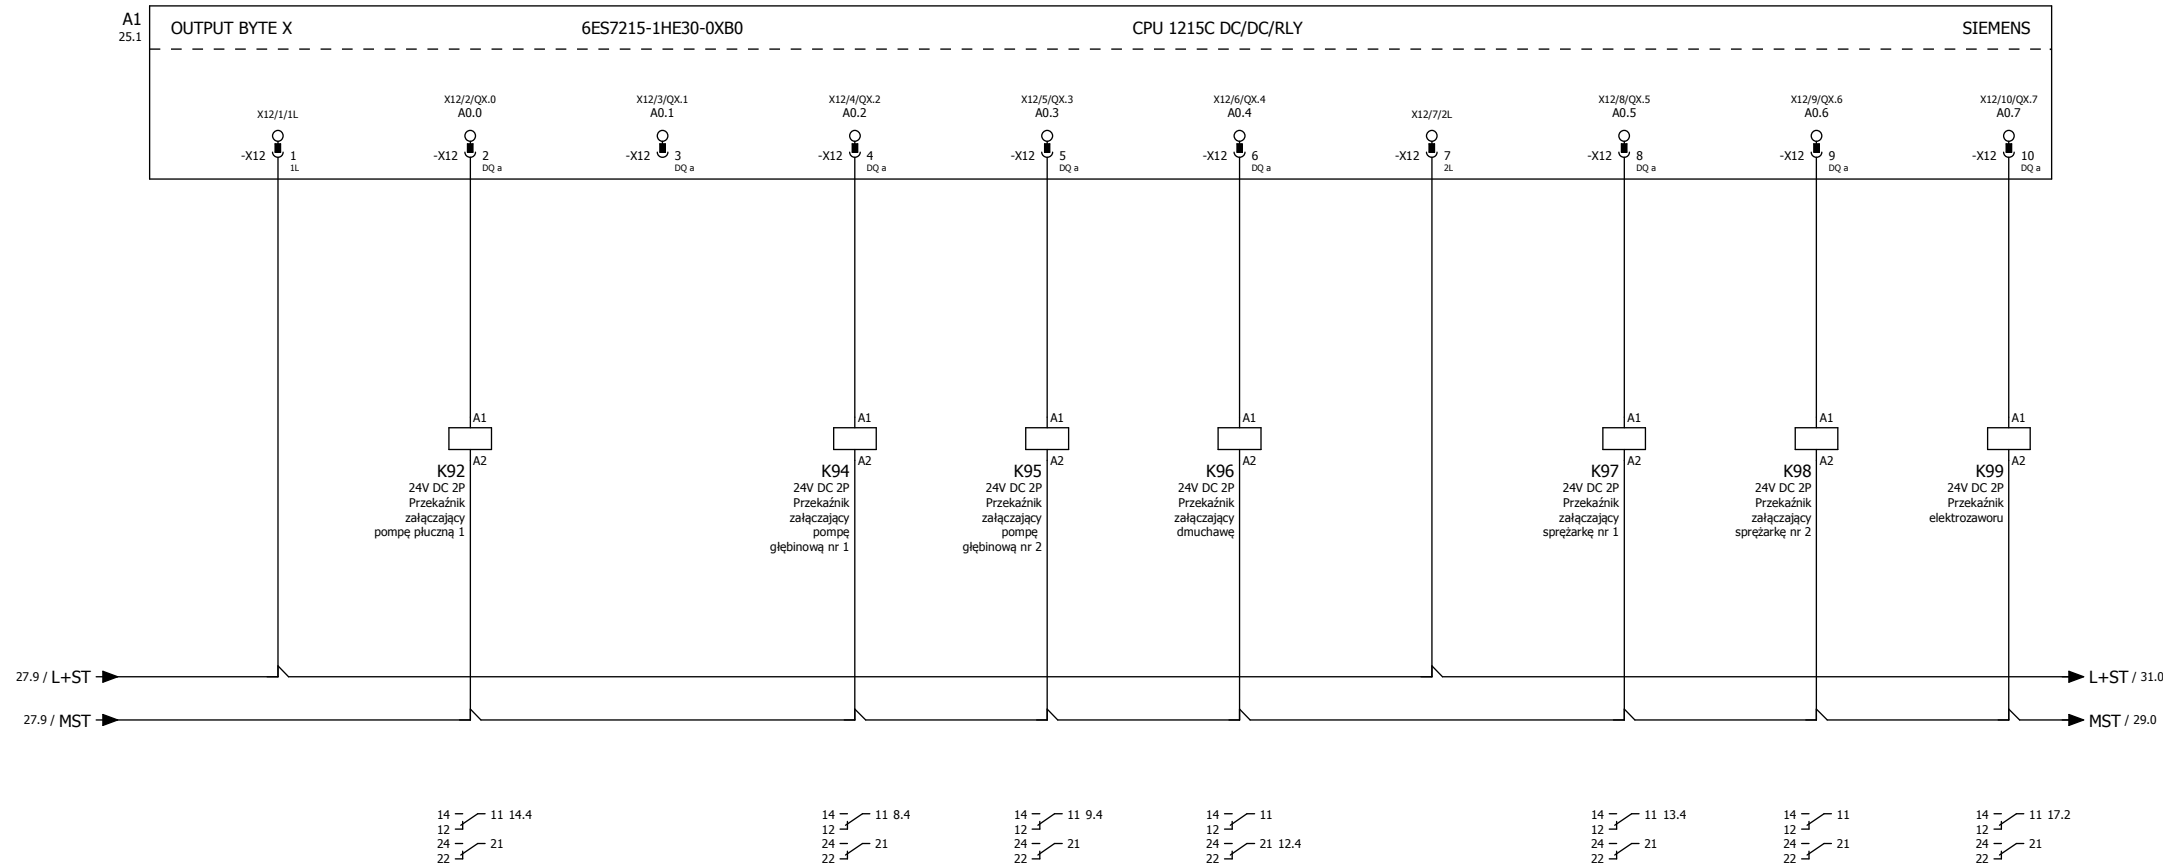 A1
25.1
OUTPUT BYTE X 6ES7215-1HE30-0XB0 CPU 1215C DC/DC/RLY SIEMENS
X12/1/1L
-X12 1
1L
X12/2/QX.0
A0.0
-X12 2
DQ a
X12/3/QX.1
A0.1
-X12 3
DQ a
X12/4/QX.2
A0.2
-X12 4
DQ a
X12/5/QX.3
A0.3
-X12 5
DQ a
X12/6/QX.4
A0.4
-X12 6
DQ a
X12/7/2L
-X12 7
2L
X12/8/QX.5
A0.5
-X12 8
DQ a
X12/9/QX.6
A0.6
-X12 9
DQ a
X12/10/QX.7
A0.7
-X12 10
DQ a
A1
A2
K92
24V DC 2P
Przekaźnik
załączający
pompę płuczną 1
A1
A2
K94
24V DC 2P
Przekaźnik
załączający
pompę
głębinową nr 1
A1
A2
K95
24V DC 2P
Przekaźnik
załączający
pompę
głębinową nr 2
A1
A2
K96
24V DC 2P
Przekaźnik
załączający
dmuchawę
A1
A2
K97
24V DC 2P
Przekaźnik
załączający
sprężarkę nr 1
A1
A2
K98
24V DC 2P
Przekaźnik
załączający
sprężarkę nr 2
A1
A2
K99
24V DC 2P
Przekaźnik
elektrozaworu
27.9 / L+ST
L+ST / 31.0
27.9 / MST
MST / 29.0
14 11 14.4
12
24 21
22
14 11 8.4
12
24 21
22
14 11 9.4
12
24 21
22
14 11
12
24 21 12.4
22
14 11 13.4
12
24 21
22
14 11
12
24 21
22
14 11 17.2
12
24 21
22